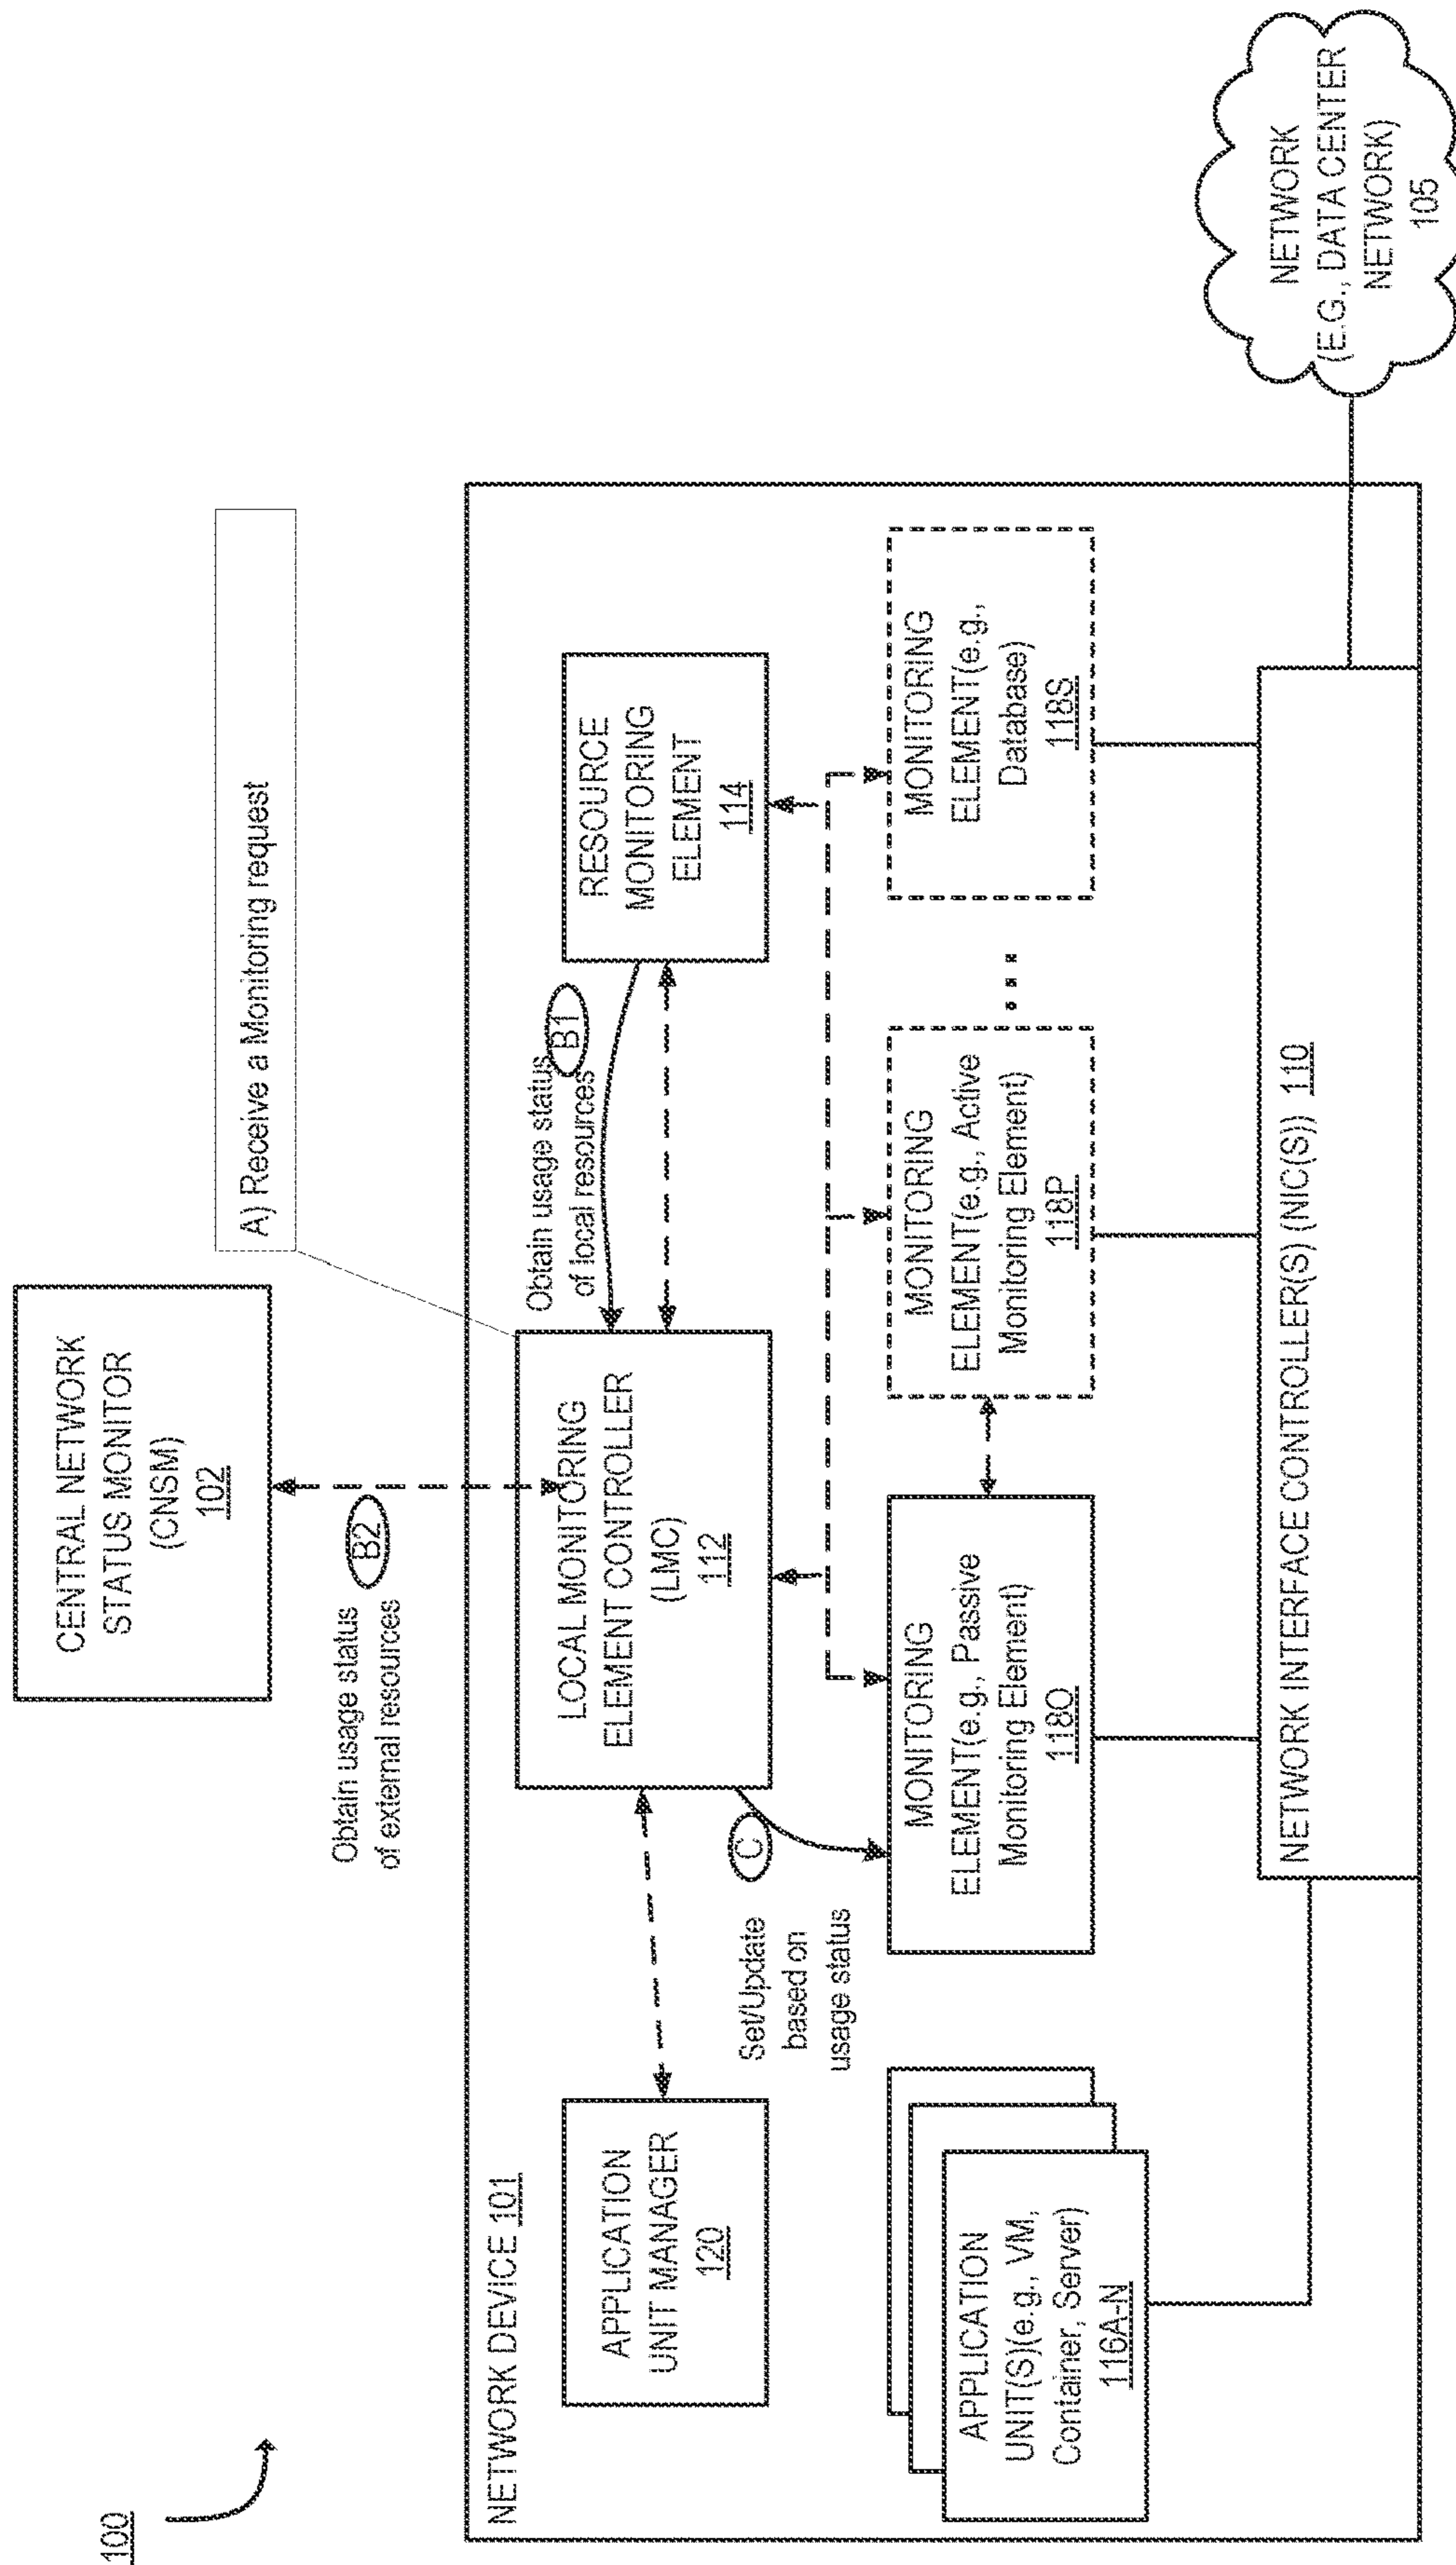 100
CENTRAL NETWORK
STATUS MONITOR
(CNSM)
102
A) Receive a Monitoring request
Obtain usage status
of external resources
B2
NETWORK DEVICE 101
APPLICATION
UNIT MANAGER
120
LOCAL MONITORING
ELEMENT CONTROLLER
(LMC)
112
Obtain usage status
of local resources
B1
RESOURCE
MONITORING
ELEMENT
114
Set/Update
based on
usage status
C
APPLICATION
UNIT(S)(e.g., VM,
Container, Server)
116A-N
MONITORING
ELEMENT(e.g., Passive
Monitoring Element)
118O
MONITORING
ELEMENT(e.g., Active
Monitoring Element)
118P
...
MONITORING
ELEMENT(e.g.,
Database)
118S
NETWORK INTERFACE CONTROLLER(S) (NIC(S)) 110
NETWORK
(E.G., DATA CENTER
NETWORK)
105